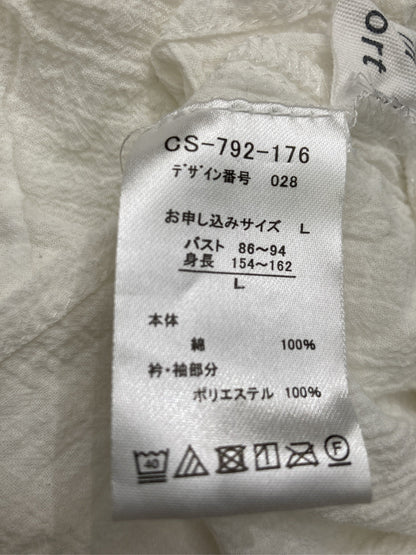 ort
CS-792-176
デザイン番号 028
お申し込みサイズ L
バスト 86～94
身長 154～162
L
本体
綿 100%
衿・袖部分
ポリエステル 100%
40
F